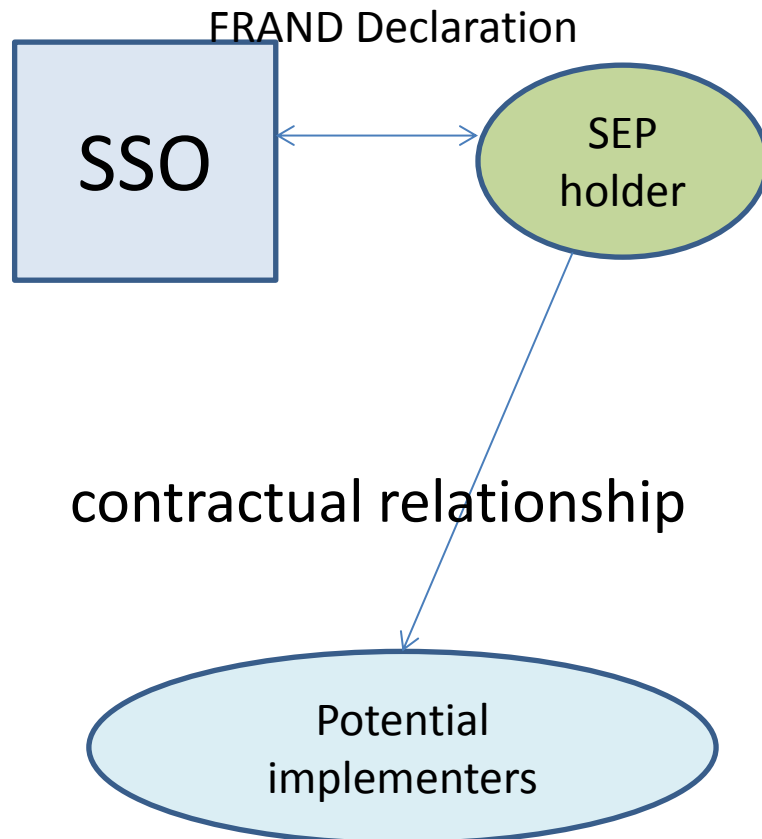 FRAND Declaration
SSO
SEP
holder
contractual relationship
Potential
implementers